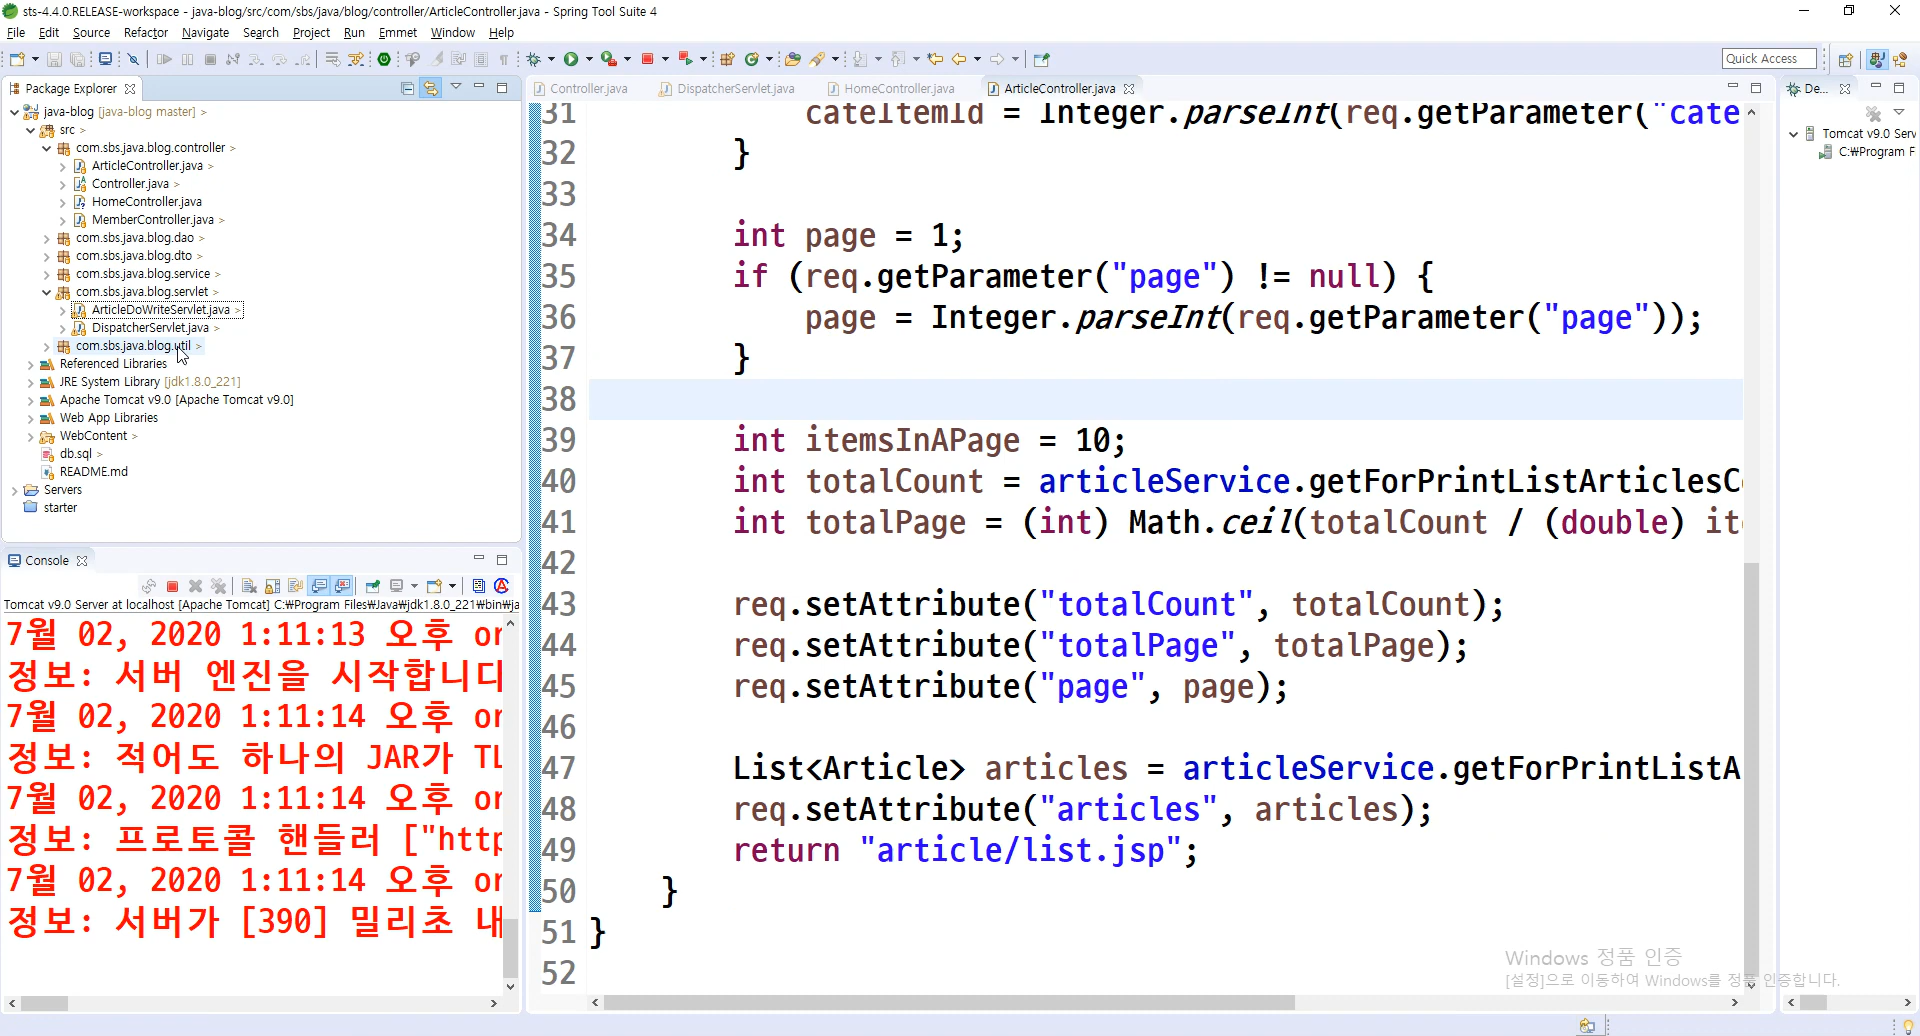 sts-4.4.0.RELEASE-workspace - java-blog/src/com/sbs/java/blog/controller/ArticleController.java - Spring Tool Suite 4
File Edit Source Refactor Navigate Search Project Run Emmet Window Help
Quick Access
Package Explorer
java-blog [java-blog master] >
src >
com.sbs.java.blog.controller >
ArticleController.java >
Controller.java >
HomeController.java
MemberController.java >
com.sbs.java.blog.dao >
com.sbs.java.blog.dto >
com.sbs.java.blog.service >
com.sbs.java.blog.servlet >
ArticleDoWriteServlet.java >
DispatcherServlet.java >
com.sbs.java.blog.util >
Referenced Libraries
JRE System Library [jdk1.8.0_221]
Apache Tomcat v9.0 [Apache Tomcat v9.0]
Web App Libraries
WebContent >
db.sql >
README.md
Servers
starter
Console
Tomcat v9.0 Server at localhost [Apache Tomcat] C:₩Program Files₩Java₩jdk1.8.0_221₩bin₩ja
7월 02, 2020 1:11:13 오후 or
정보: 서버 엔진을 시작합니다
7월 02, 2020 1:11:14 오후 or
정보: 적어도 하나의 JAR가 TL
7월 02, 2020 1:11:14 오후 or
정보: 프로토콜 핸들러 ["http
7월 02, 2020 1:11:14 오후 or
정보: 서버가 [390] 밀리초 내
Controller.java DispatcherServlet.java HomeController.java ArticleController.java
31 cateItemId = Integer.parseInt(req.getParameter("cate
32 }
33
34 int page = 1;
35 if (req.getParameter("page") != null) {
36 page = Integer.parseInt(req.getParameter("page"));
37 }
38
39 int itemsInAPage = 10;
40 int totalCount = articleService.getForPrintListArticlesC
41 int totalPage = (int) Math.ceil(totalCount / (double) it
42
43 req.setAttribute("totalCount", totalCount);
44 req.setAttribute("totalPage", totalPage);
45 req.setAttribute("page", page);
46
47 List<Article> articles = articleService.getForPrintListA
48 req.setAttribute("articles", articles);
49 return "article/list.jsp";
50 }
51 }
52
De...
Tomcat v9.0 Serv
C:₩Program F
Windows 정품 인증
[설정]으로 이동하여 Windows를 정품 인증합니다.